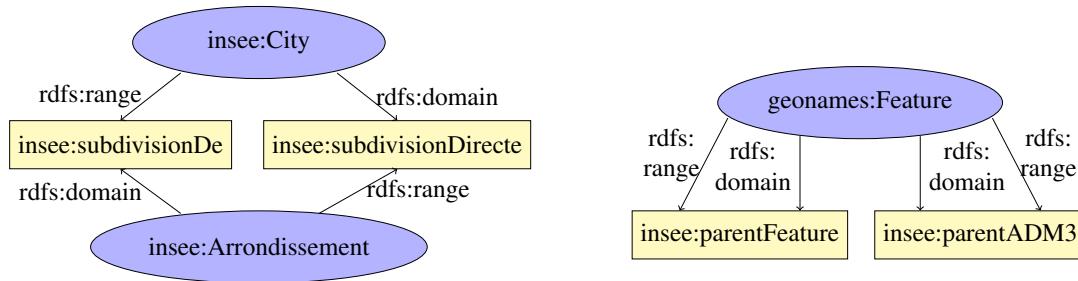 insee:City
rdfs:range
rdfs:domain
insee:subdivisionDe
insee:subdivisionDirecte
rdfs:domain
rdfs:range
insee:Arrondissement
geonames:Feature
rdfs:
range
rdfs:
domain
rdfs:
domain
rdfs:
range
insee:parentFeature
insee:parentADM3